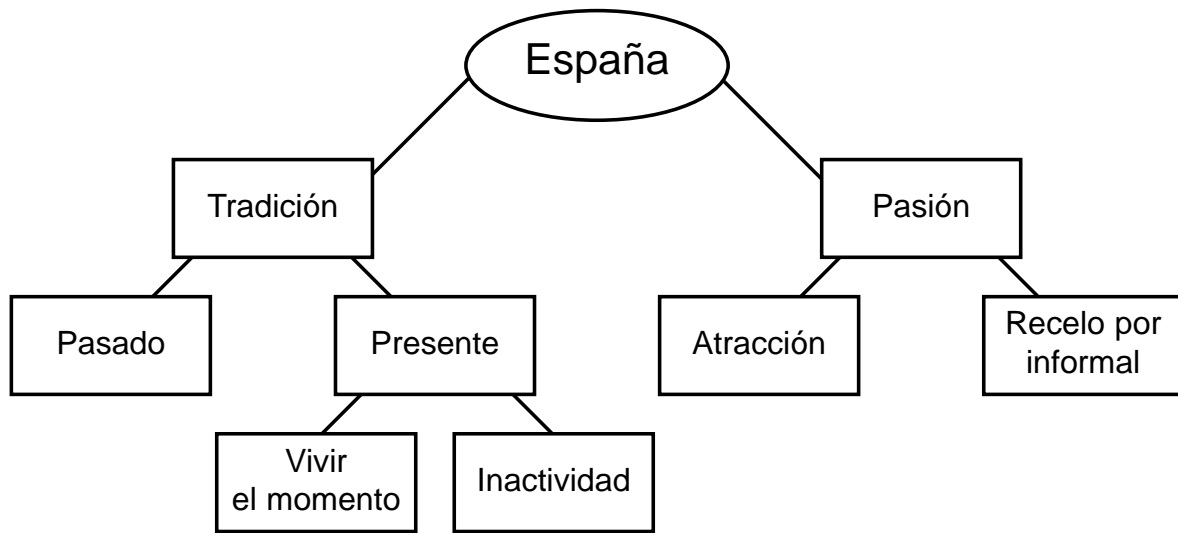 España
Tradición
Pasión
Pasado
Presente
Atracción
Recelo por
informal
Vivir
el momento
Inactividad